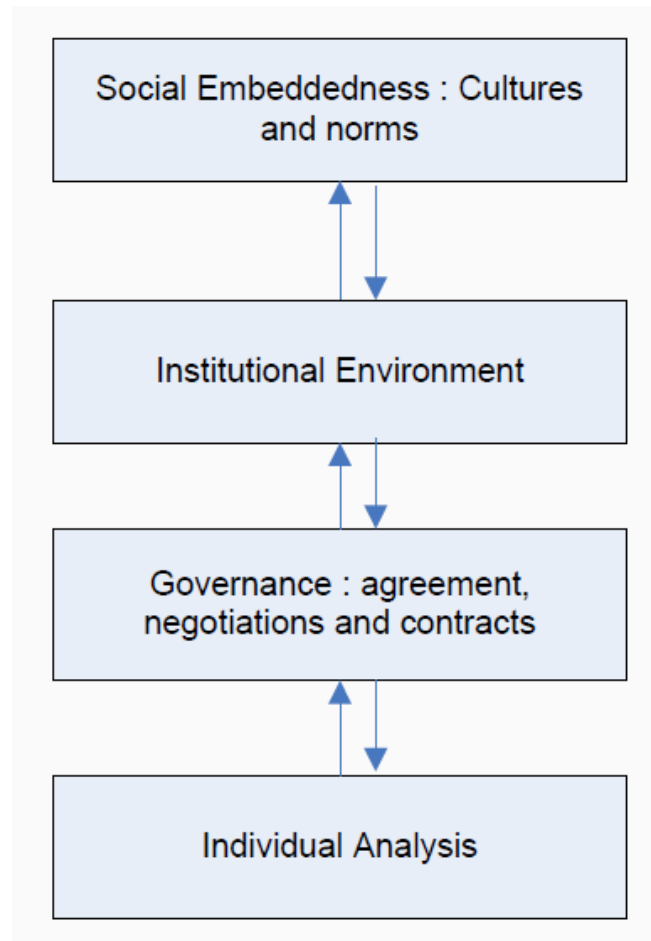 Social Embeddedness : Cultures
and norms
Institutional Environment
Governance : agreement,
negotiations and contracts
Individual Analysis